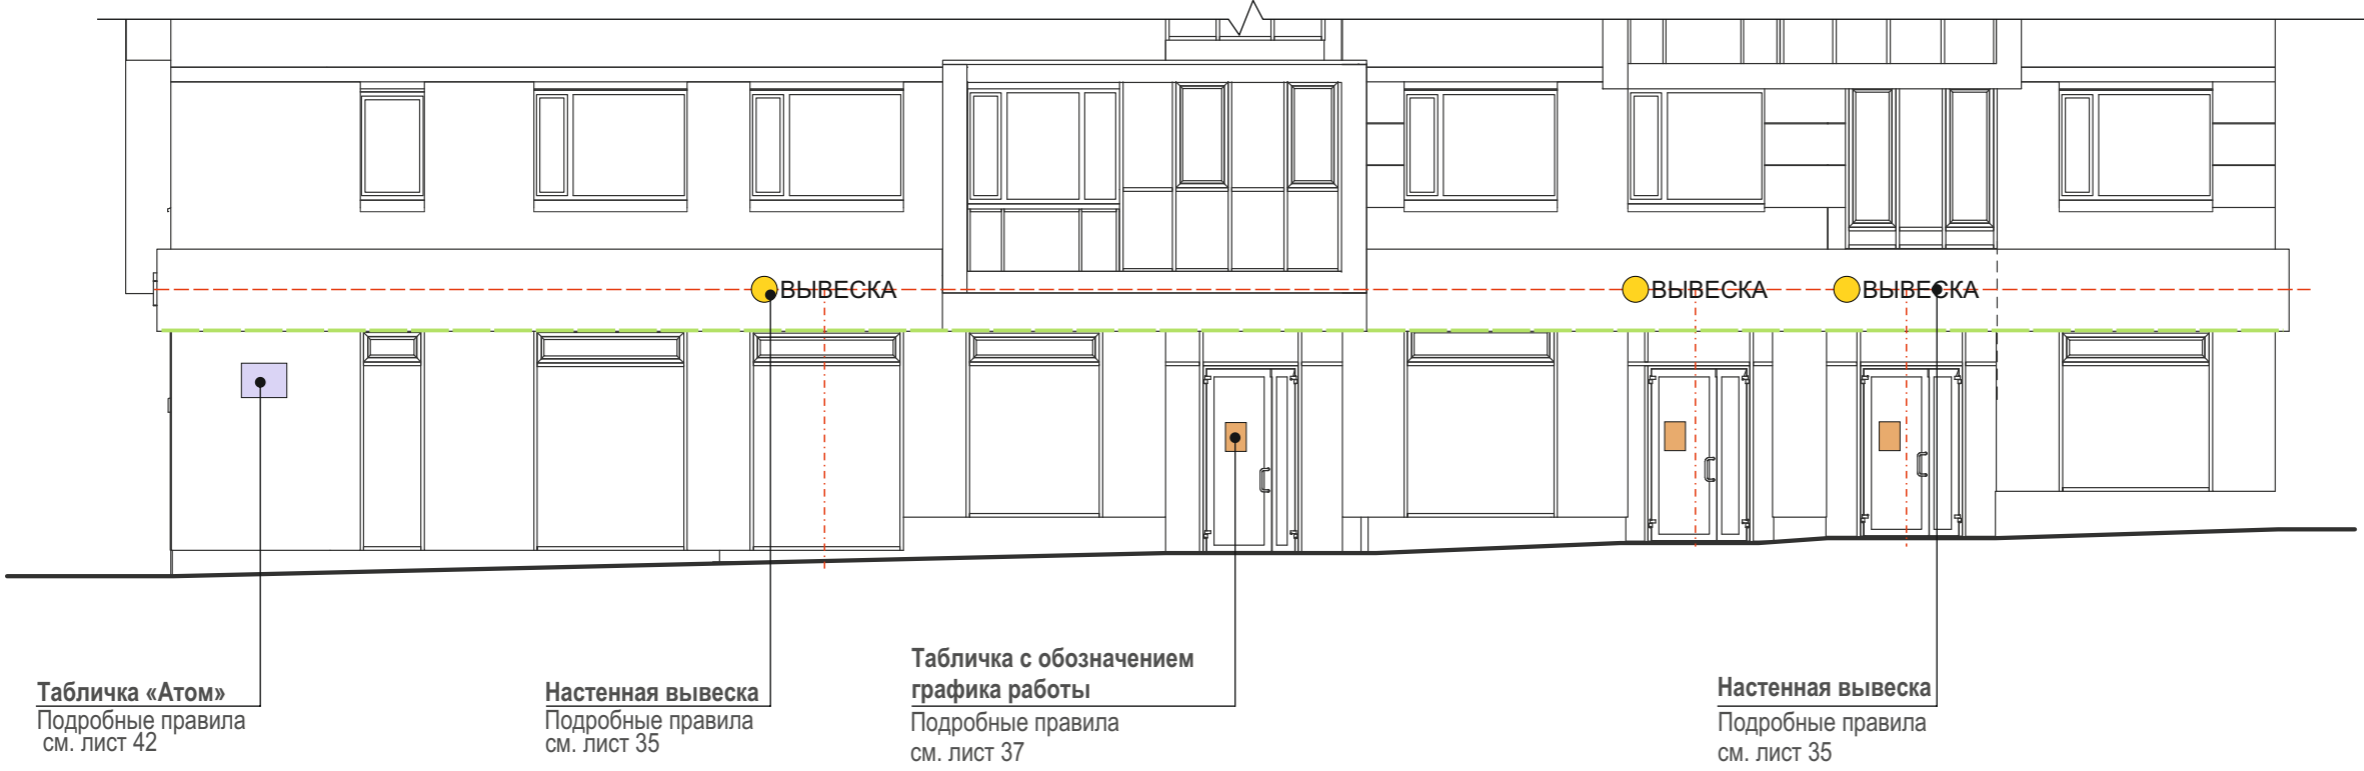 ВЫВЕСКА
ВЫВЕСКА
ВЫВЕСКА
Табличка «Атом»
Подробные правила
см. лист 42
Настенная вывеска
Подробные правила
см. лист 35
Табличка с обозначением
графика работы
Подробные правила
см. лист 37
Настенная вывеска
Подробные правила
см. лист 35